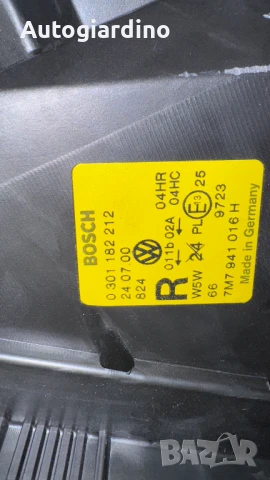 Autogiardino
BOSCH
0 301 182 212
24 07 00
824
R 011b 02A 04HR
04HC
W5W 24 PL E 3 25
66 9723
7M7 941 016 H
Made in Germany
BAZAR